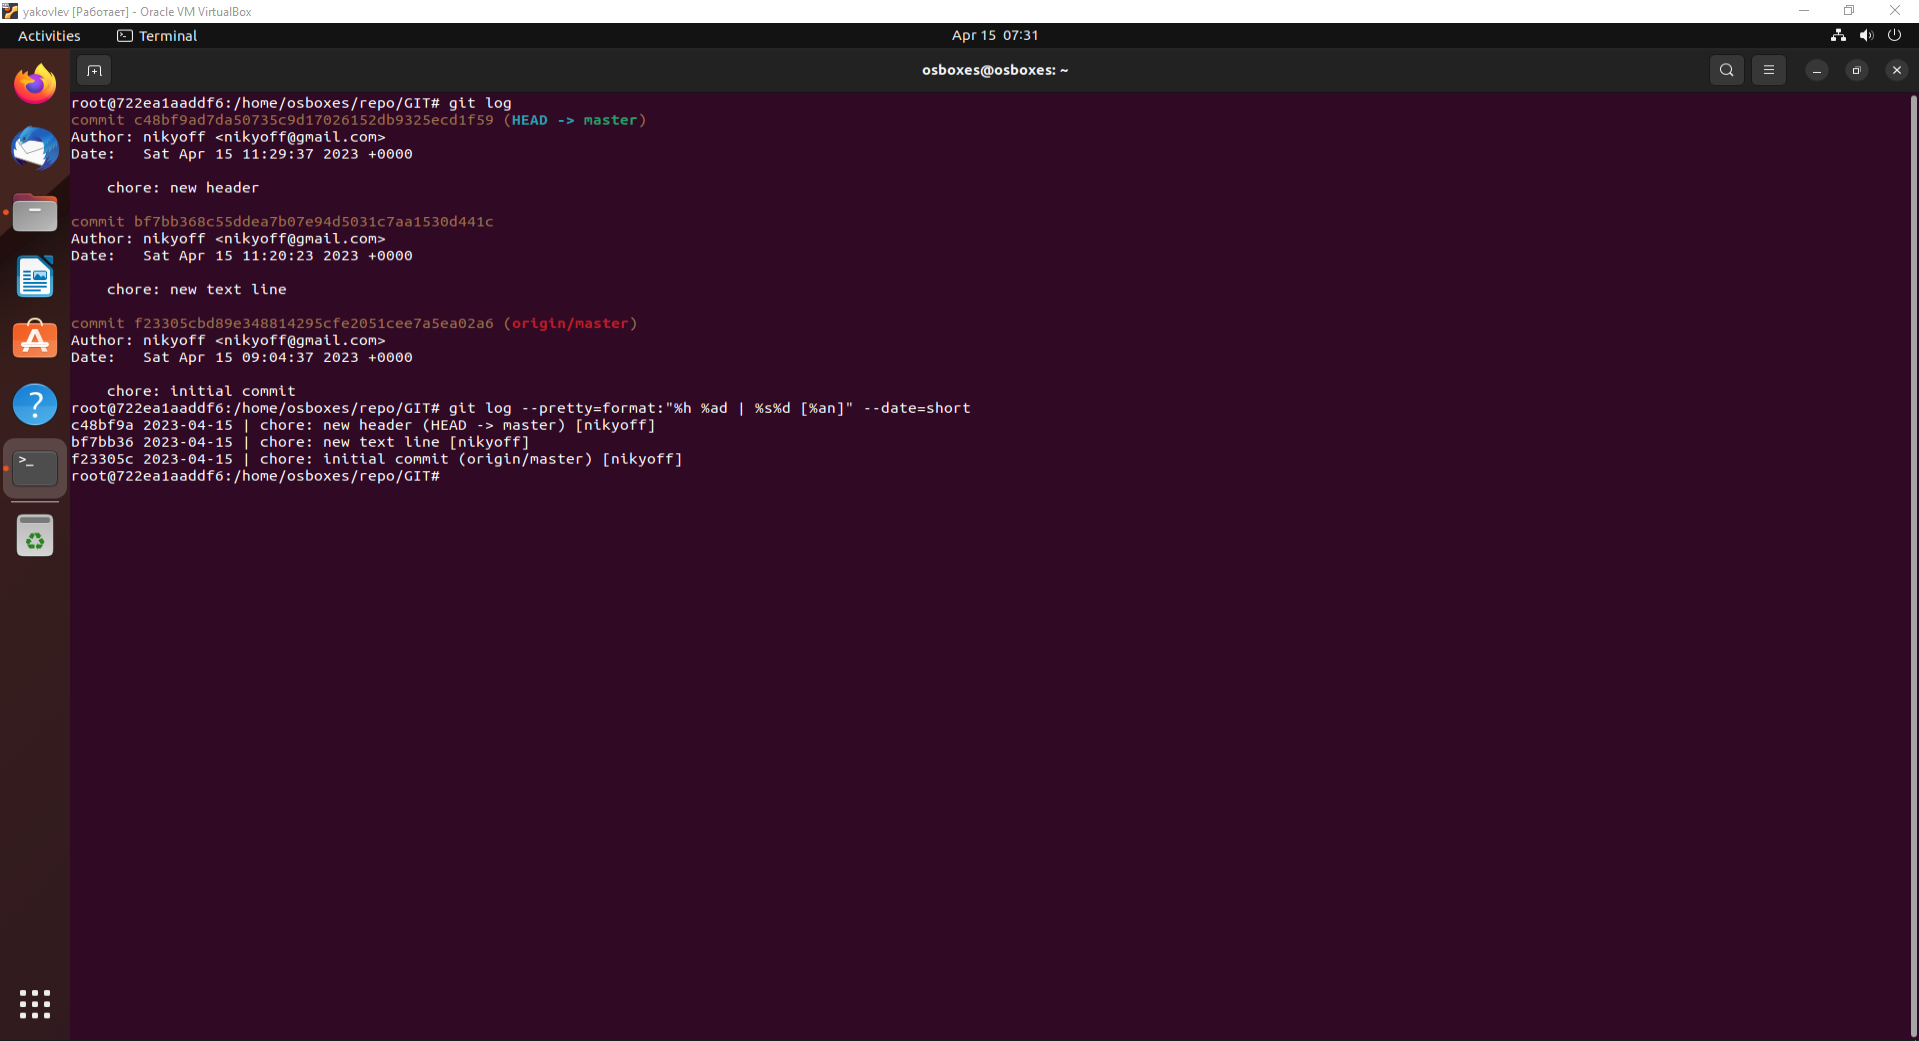 yakovlev [Работает] - Oracle VM VirtualBox
Activities Terminal Apr 15 07:31
osboxes@osboxes: ~
root@722ea1aaddf6:/home/osboxes/repo/GIT# git log
commit c48bf9ad7da50735c9d17026152db9325ecd1f59 (HEAD -> master)
Author: nikyoff <nikyoff@gmail.com>
Date:   Sat Apr 15 11:29:37 2023 +0000
    chore: new header
commit bf7bb368c55ddea7b07e94d5031c7aa1530d441c
Author: nikyoff <nikyoff@gmail.com>
Date:   Sat Apr 15 11:20:23 2023 +0000
    chore: new text line
commit f23305cbd89e348814295cfe2051cee7a5ea02a6 (origin/master)
Author: nikyoff <nikyoff@gmail.com>
Date:   Sat Apr 15 09:04:37 2023 +0000
    chore: initial commit
root@722ea1aaddf6:/home/osboxes/repo/GIT# git log --pretty=format:"%h %ad | %s%d [%an]" --date=short
c48bf9a 2023-04-15 | chore: new header (HEAD -> master) [nikyoff]
bf7bb36 2023-04-15 | chore: new text line [nikyoff]
f23305c 2023-04-15 | chore: initial commit (origin/master) [nikyoff]
root@722ea1aaddf6:/home/osboxes/repo/GIT#